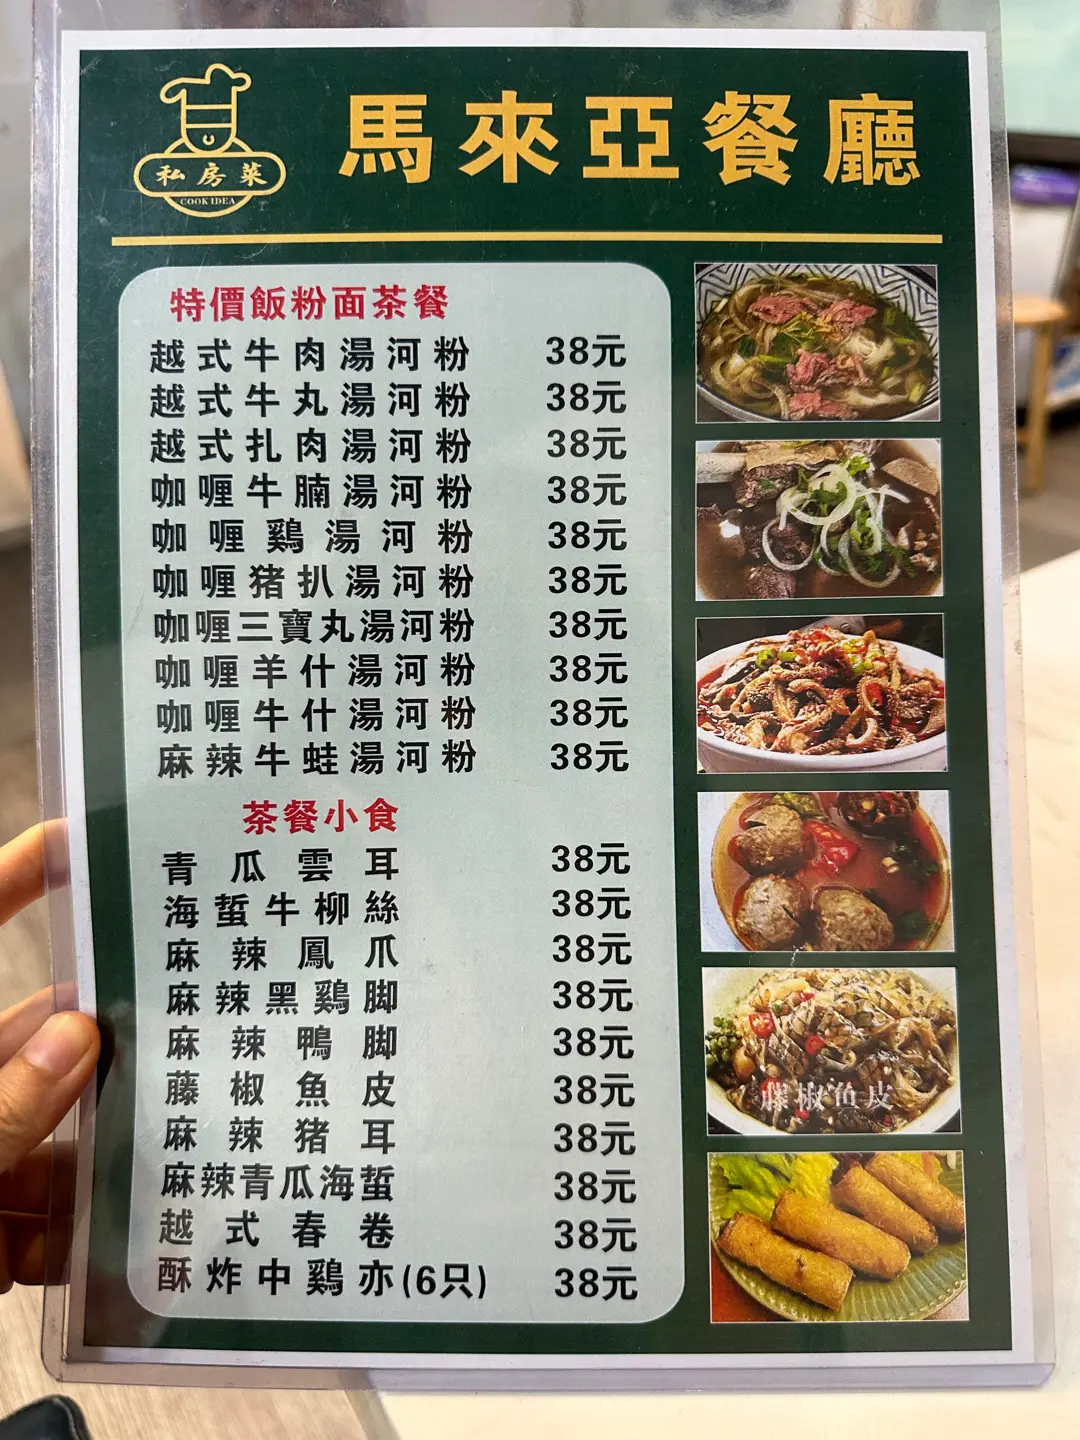 私房菜
COOK IDEA
馬來亞餐廳
特價飯粉面茶餐
越式牛肉湯河粉 38元
越式牛丸湯河粉 38元
越式扎肉湯河粉 38元
咖喱牛腩湯河粉 38元
咖喱鷄湯河粉 38元
咖喱猪扒湯河粉 38元
咖喱三寶丸湯河粉 38元
咖喱羊什湯河粉 38元
咖喱牛什湯河粉 38元
麻辣牛蛙湯河粉 38元
茶餐小食
青瓜雲耳 38元
海蜇牛柳絲 38元
麻辣鳳爪 38元
麻辣黑鷄脚 38元
麻辣鴨脚 38元
藤椒魚皮 38元
麻辣猪耳 38元
麻辣青瓜海蜇 38元
越式春卷 38元
酥炸中鷄亦(6只) 38元
藤椒鱼皮